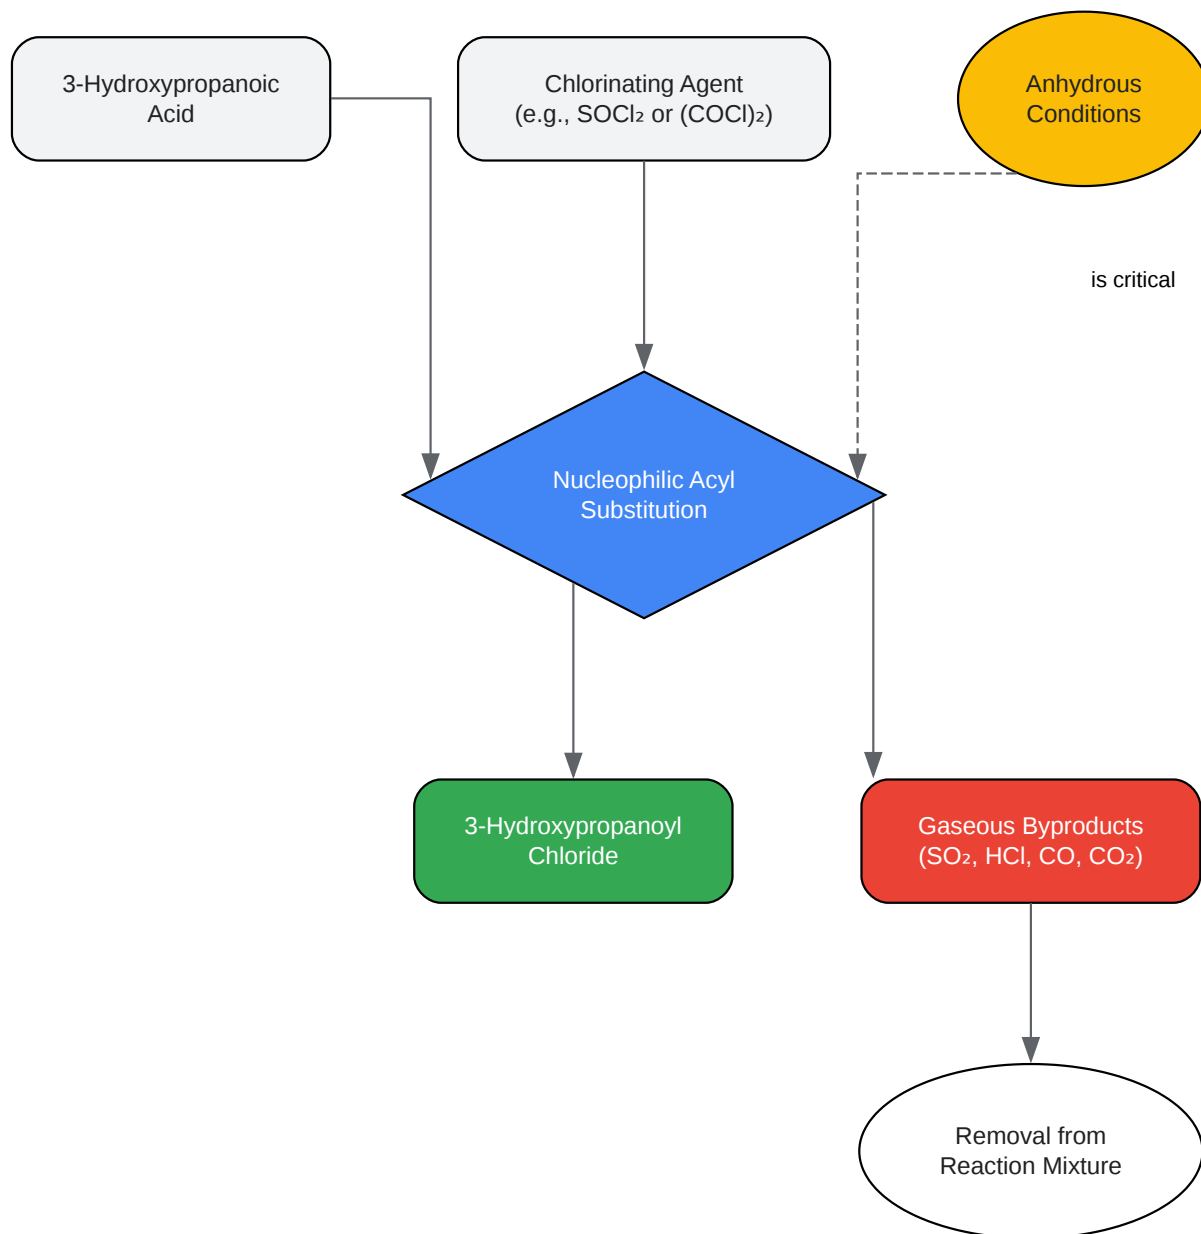 3-Hydroxypropanoic
Acid
Chlorinating Agent
(e.g., SOCl₂ or (COCl)₂)
Anhydrous
Conditions
is critical
Nucleophilic Acyl
Substitution
3-Hydroxypropanoyl
Chloride
Gaseous Byproducts
(SO₂, HCl, CO, CO₂)
Removal from
Reaction Mixture